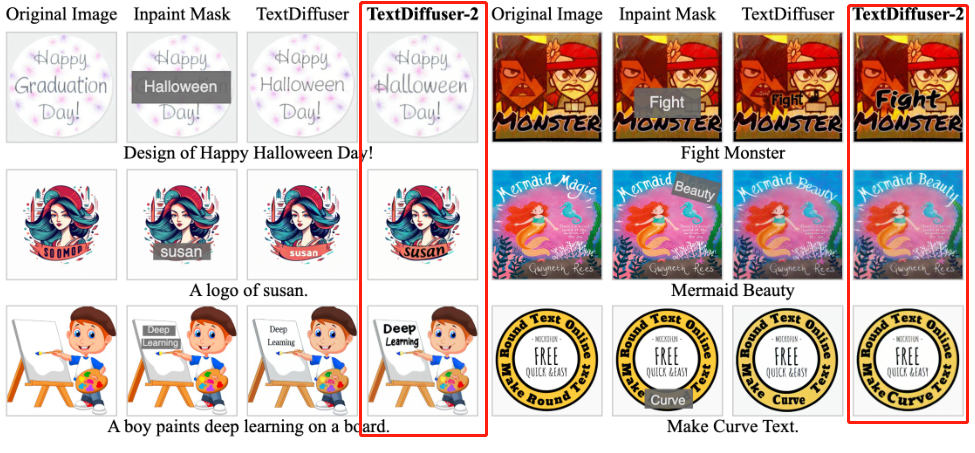 Original Image Inpaint Mask TextDiffuser TextDiffuser-2 Original Image Inpaint Mask TextDiffuser TextDiffuser-2
Happy Graduation Day!
Happy Halloween Day!
Happy Halloween Day!
Happy Halloween Day!
MONSTER
Fight MONSTER
Fight MONSTER
Fight MONSTER
Design of Happy Halloween Day!
Fight Monster
SOOMOP
susan
susan
Susan
Mermaid Magic Gwyneth Rees
Mermaid Beauty Gwyneth Rees
Mermaid Beauty Gwyneth Rees
Mermaid Beauty Gwyneth Rees
A logo of susan.
Mermaid Beauty
Deep Learning
Deep Learning
Deep Learning
Round Text Online - MICROFUN - FREE QUICK & EASY Make Round Text
Round Text Online - MICROFUN - FREE QUICK & EASY Make Curve Text
Round Text Online - MICROFUN - FREE QUICK & EASY Make Curve Text
Round Text Online - MICROFUN - FREE QUICK & EASY Make Curve Text
A boy paints deep learning on a board.
Make Curve Text.